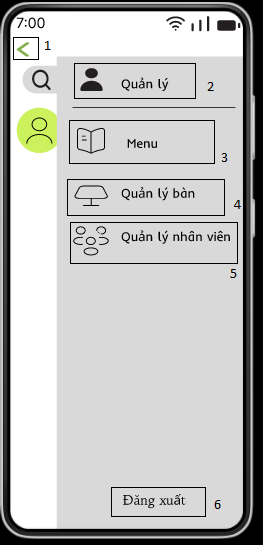 7:00
1
Quản lý
2
Menu
3
Quản lý bàn
4
Quản lý nhân viên
5
Đăng xuất
6